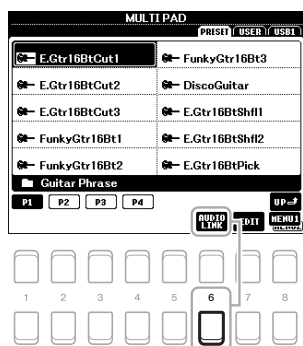 MULTI PAD
PRESET USER USB1
E.Gtr16BtCut1 FunkyGtr16Bt3
E.Gtr16BtCut2 DiscoGuitar
E.Gtr16BtCut3 E.Gtr16BtShfl1
FunkyGtr16Bt1 E.Gtr16BtShfl2
FunkyGtr16Bt2 E.Gtr16BtPick
Guitar Phrase
P1 P2 P3 P4 UP
AUDIO LINK EDIT MENU1
MENU2
1 2 3 4 5 6 7 8